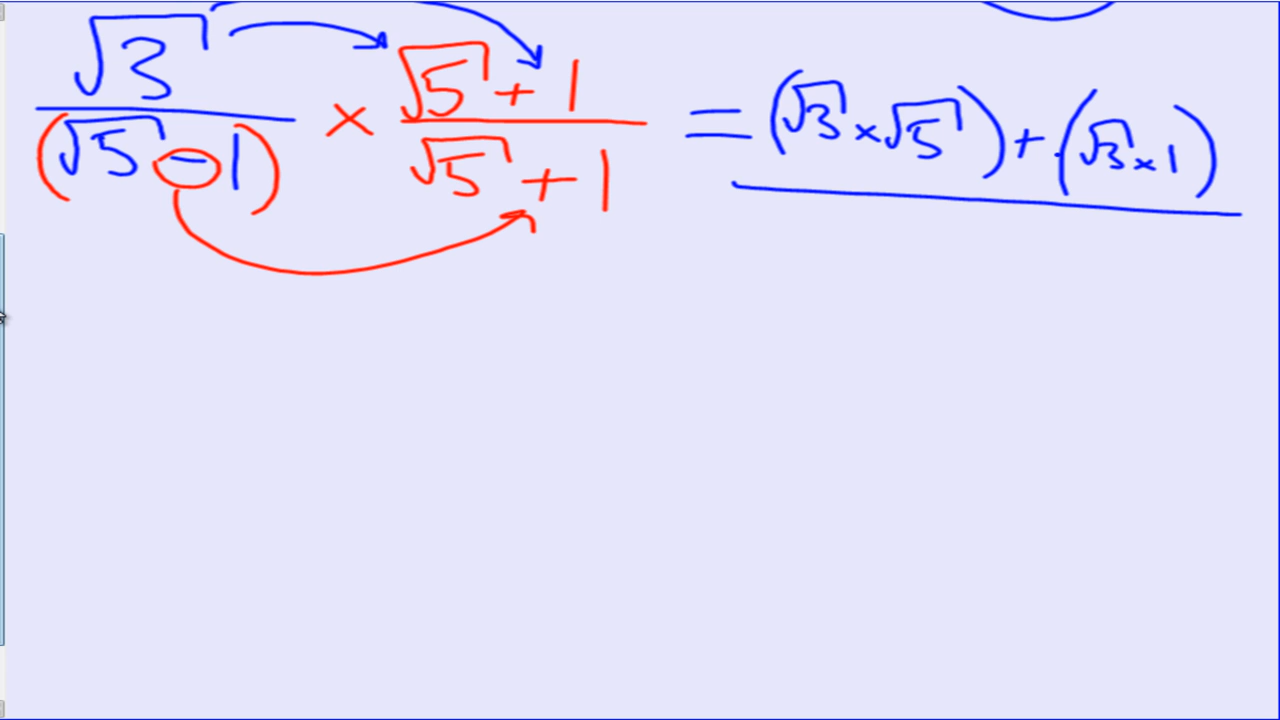 √3 √5 + 1 = (√3 × √5) + (√3 × 1)
(√5 − 1) × √5 + 1